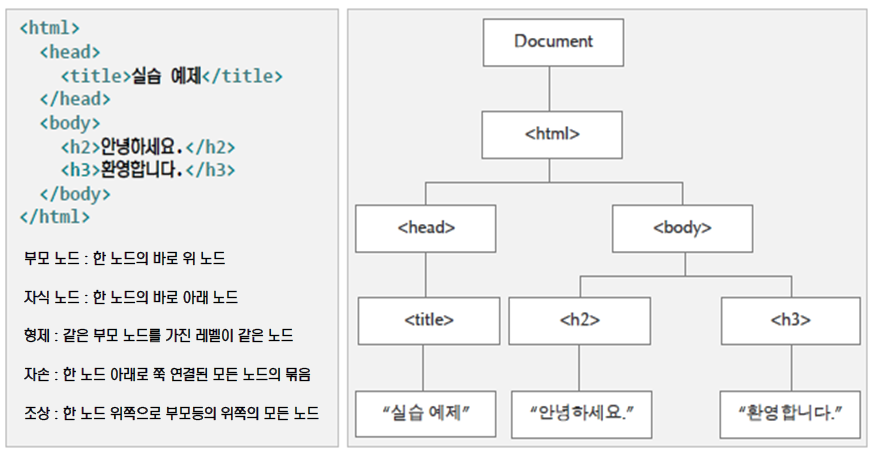 <html>
<head>
<title>실습 예제</title>
</head>
<body>
<h2>안녕하세요.</h2>
<h3>환영합니다.</h3>
</body>
</html>
부모 노드 : 한 노드의 바로 위 노드
자식 노드 : 한 노드의 바로 아래 노드
형제 : 같은 부모 노드를 가진 레벨이 같은 노드
자손 : 한 노드 아래로 쭉 연결된 모든 노드의 묶음
조상 : 한 노드 위쪽으로 부모등의 위쪽의 모든 노드
Document
<html>
<head> <body>
<title> <h2> <h3>
“실습 예제” “안녕하세요.” “환영합니다.”